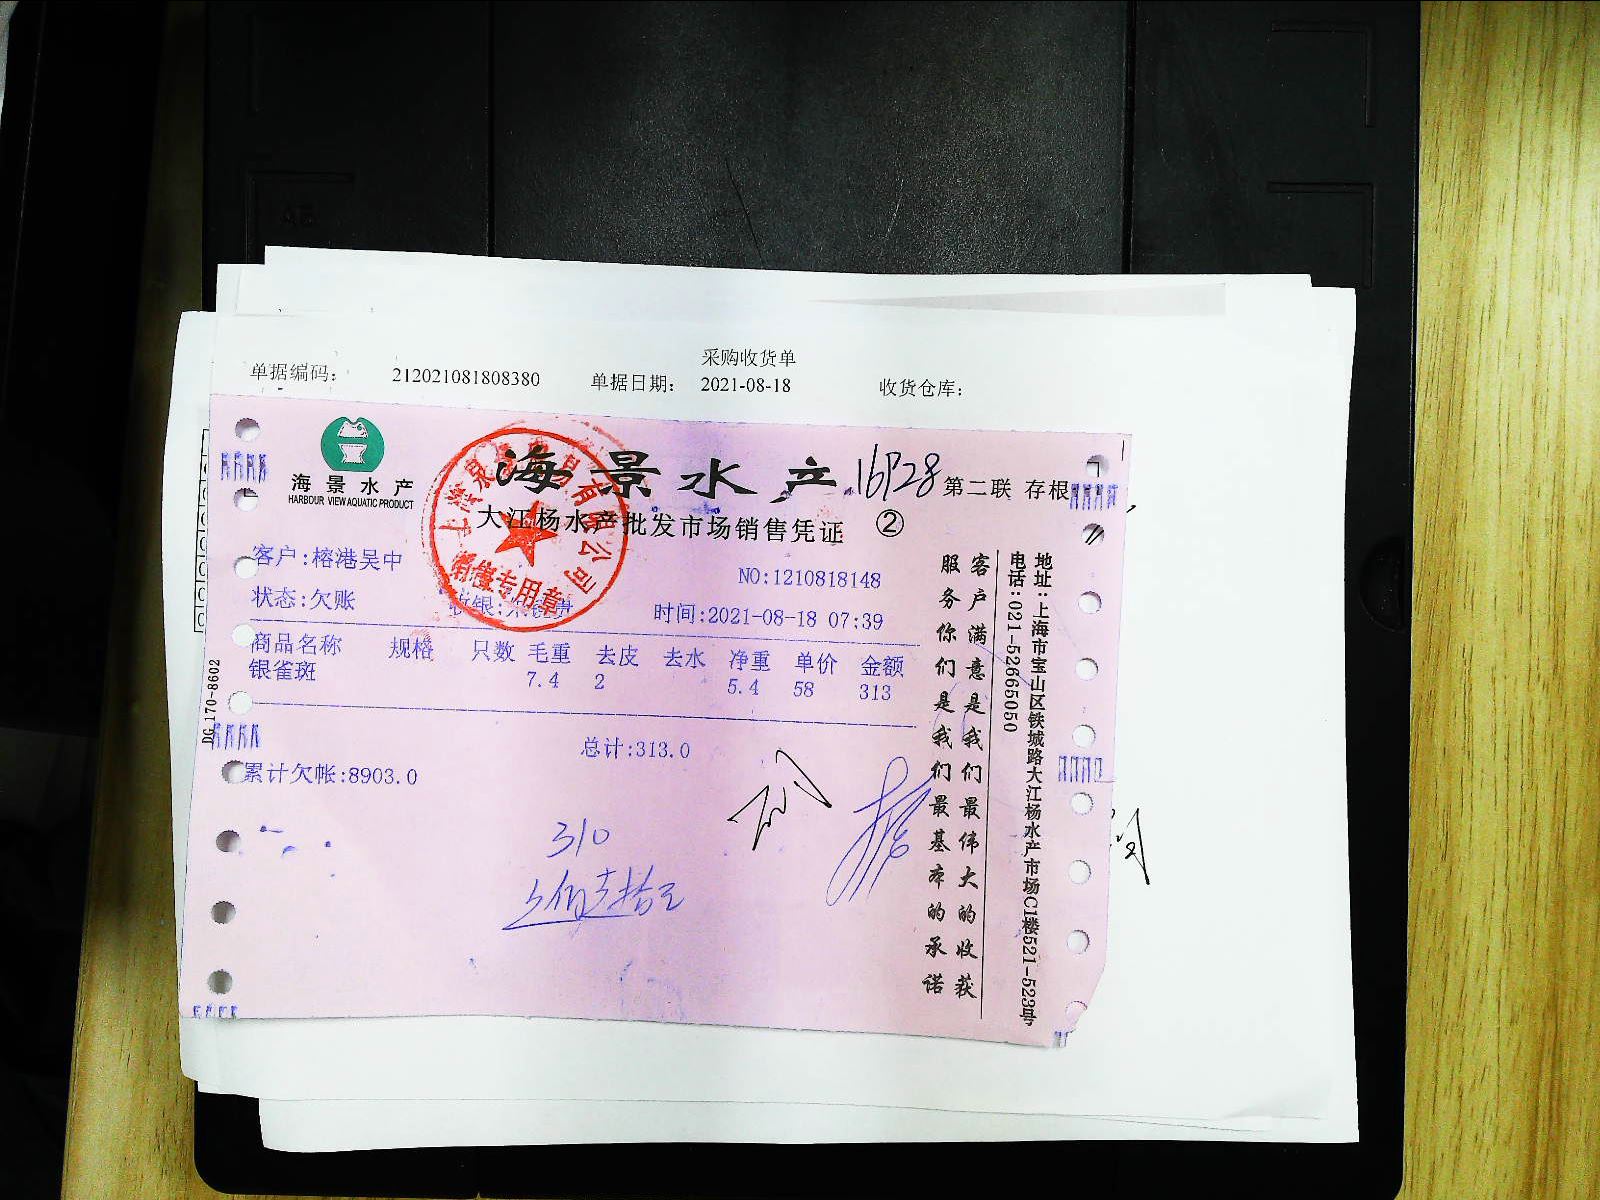 采购收货单
单据编码: 212021081808380 单据日期: 2021-08-18 收货仓库:
海景水产
HARBOUR VIEW AQUATIC PRODUCT
海景水产 16P28 第二联 存根
大江杨水产批发市场销售凭证 ②
客户:榕港吴中
NO:1210818148
状态:欠账 收银: 时间:2021-08-18 07:39
商品名称 规格 只数 毛重 去皮 去水 净重 单价 金额
银雀斑 7.4 2 5.4 58 313
总计:313.0
累计欠帐:8903.0
310
DG170-8602
销售专用章
客户满意是我们最伟大的收获
服务你们是我们最基本的承诺
地址:上海市宝山区铁城路大江杨水产市场C1楼521-523号
电话:021-52665050